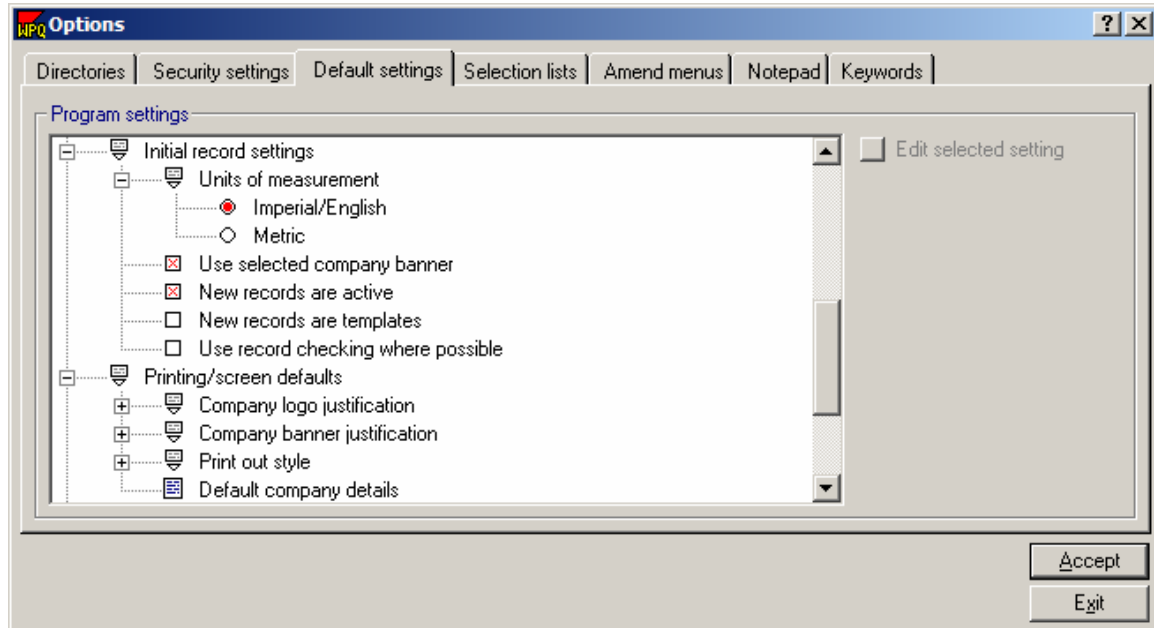 WPQ Options
Directories Security settings Default settings Selection lists Amend menus Notepad Keywords
Program settings
Initial record settings
Edit selected setting
Units of measurement
Imperial/English
Metric
Use selected company banner
New records are active
New records are templates
Use record checking where possible
Printing/screen defaults
Company logo justification
Company banner justification
Print out style
Default company details
Accept
Exit